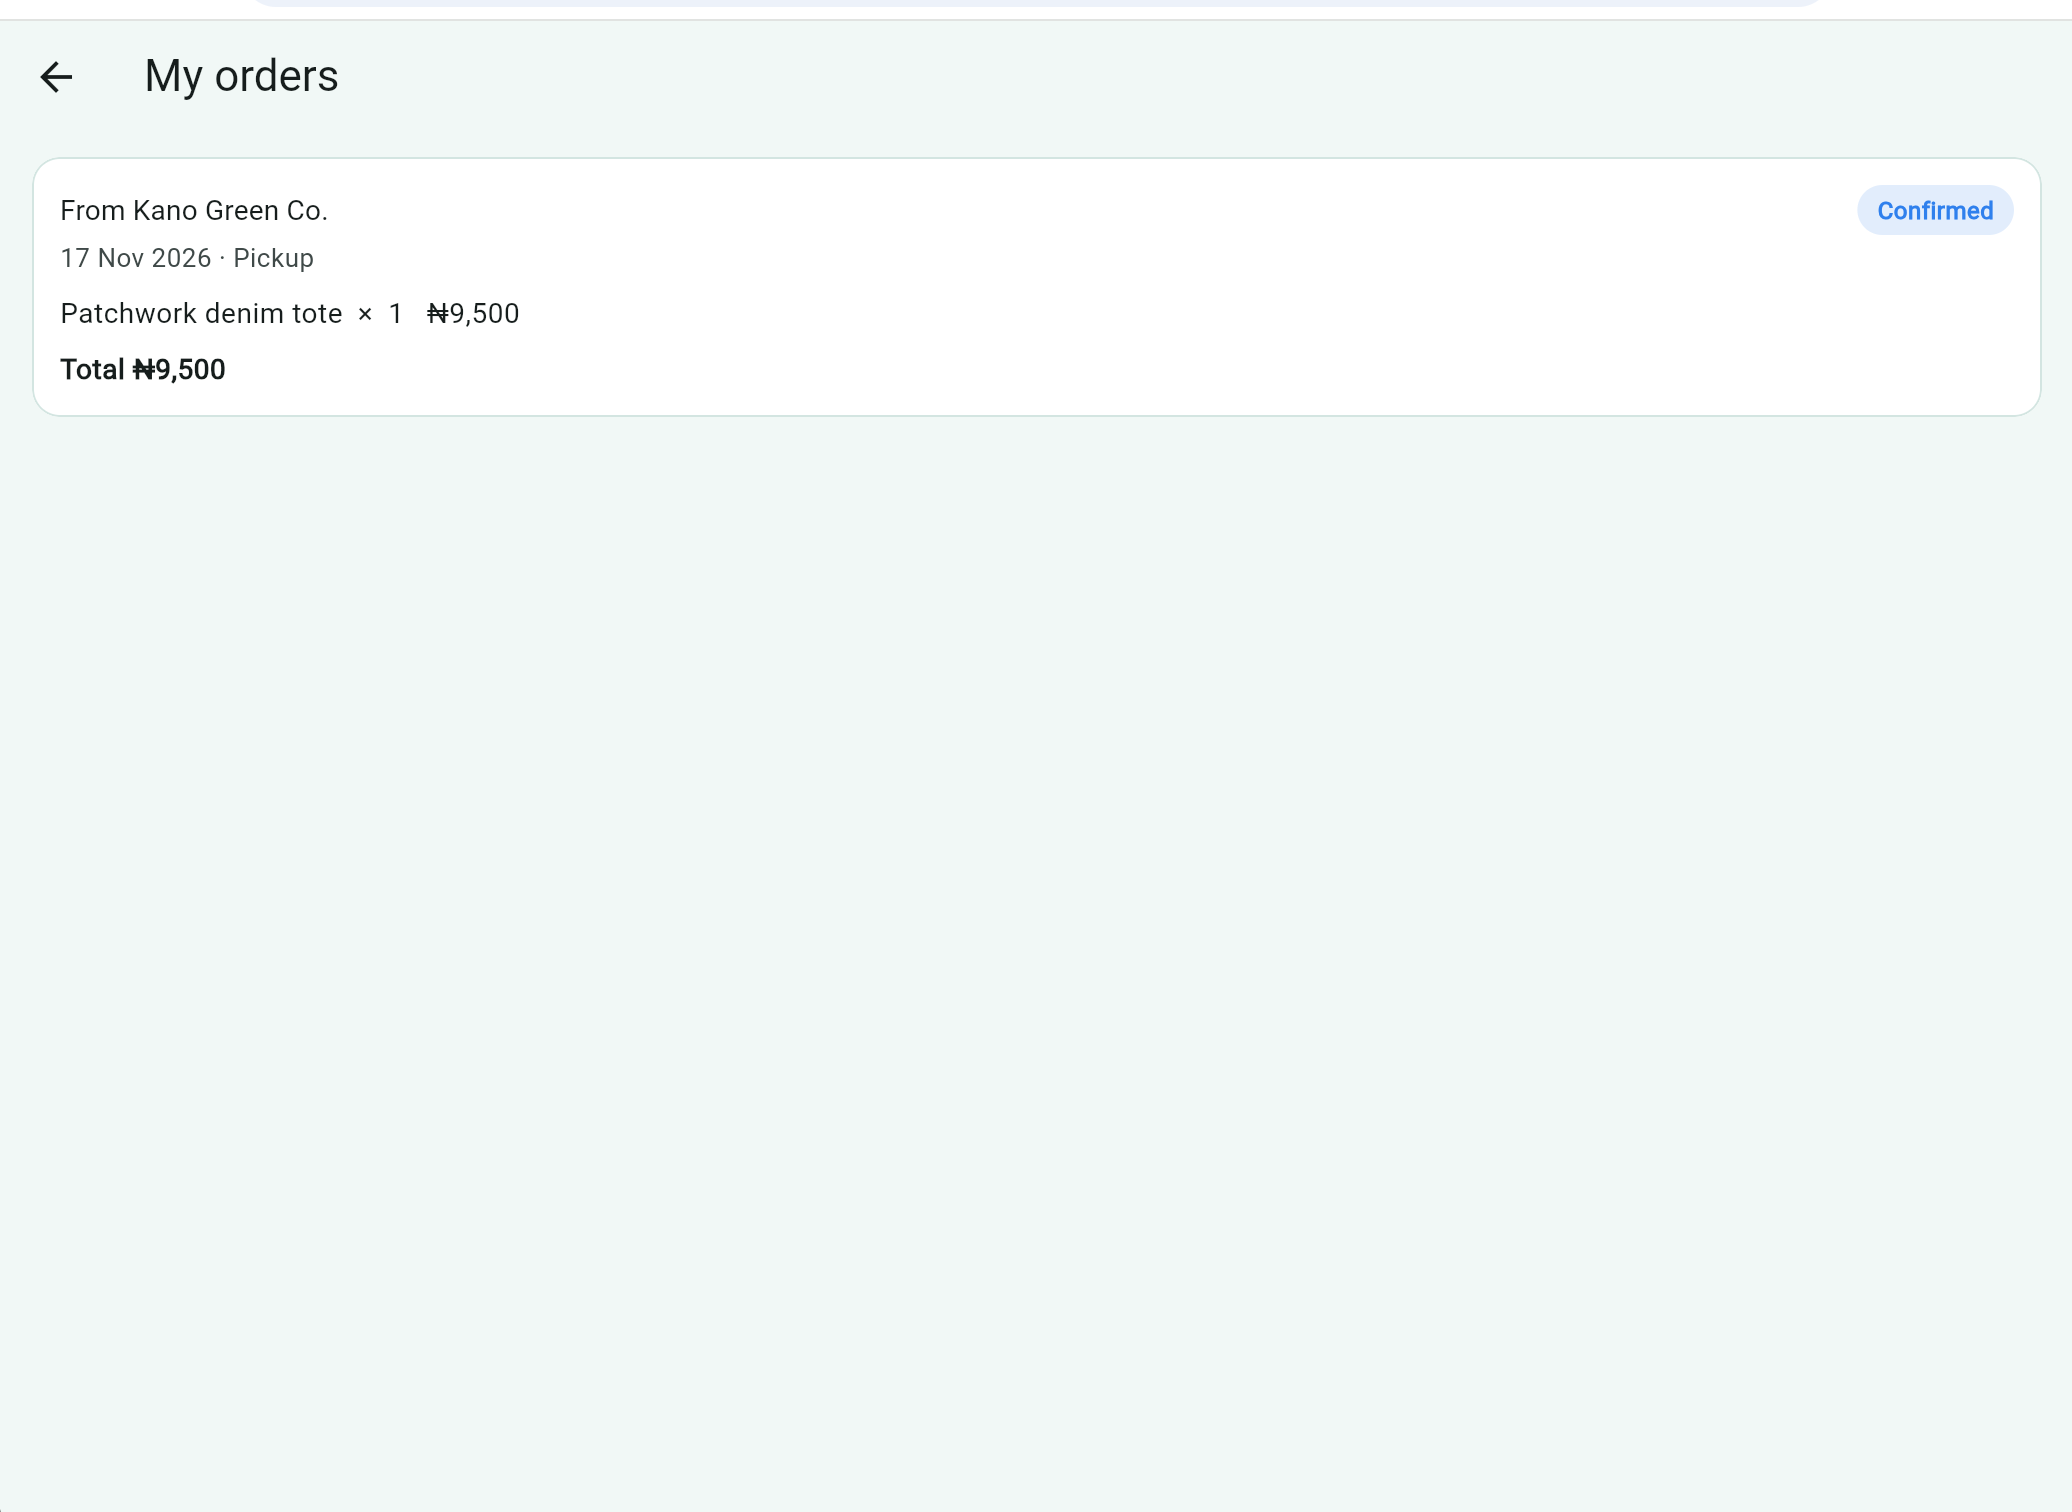 My orders
From Kano Green Co.
Confirmed
17 Nov 2026 · Pickup
Patchwork denim tote × 1 ₦9,500
Total ₦9,500